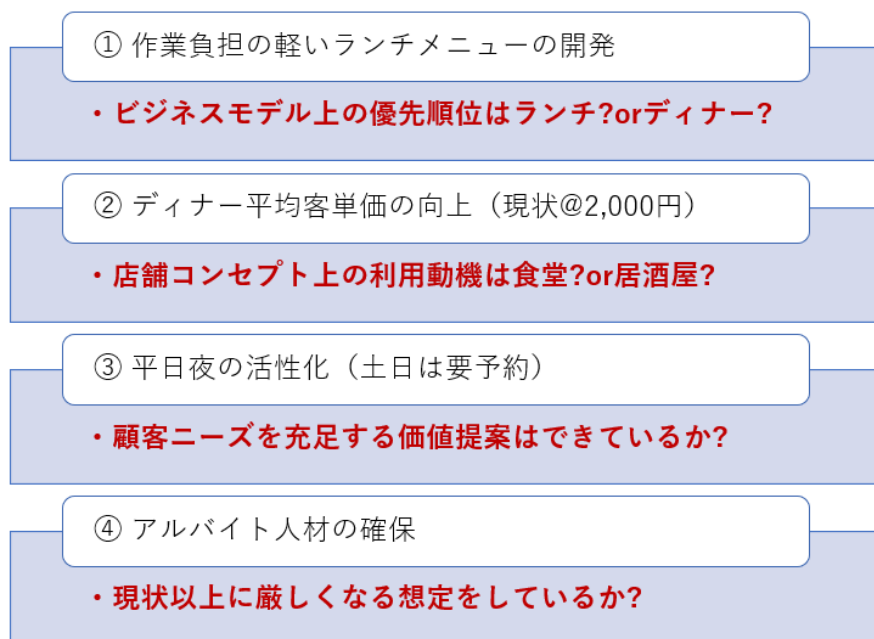 ① 作業負担の軽いランチメニューの開発
・ビジネスモデル上の優先順位はランチ?orディナー?
② ディナー平均客単価の向上（現状@2,000円）
・店舗コンセプト上の利用動機は食堂?or居酒屋?
③ 平日夜の活性化（土日は要予約）
・顧客ニーズを充足する価値提案はできているか?
④ アルバイト人材の確保
・現状以上に厳しくなる想定をしているか?